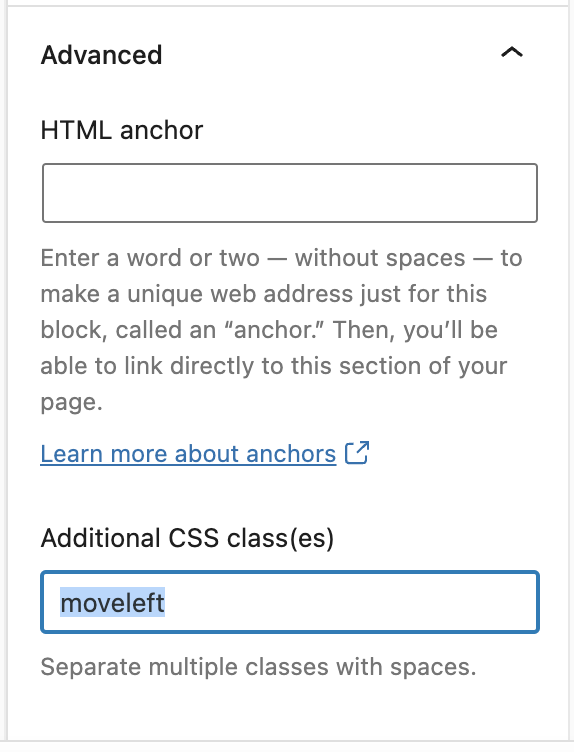 Advanced
HTML anchor
Enter a word or two — without spaces — to
make a unique web address just for this
block, called an “anchor.” Then, you’ll be
able to link directly to this section of your
page.
Learn more about anchors
Additional CSS class(es)
moveleft
Separate multiple classes with spaces.